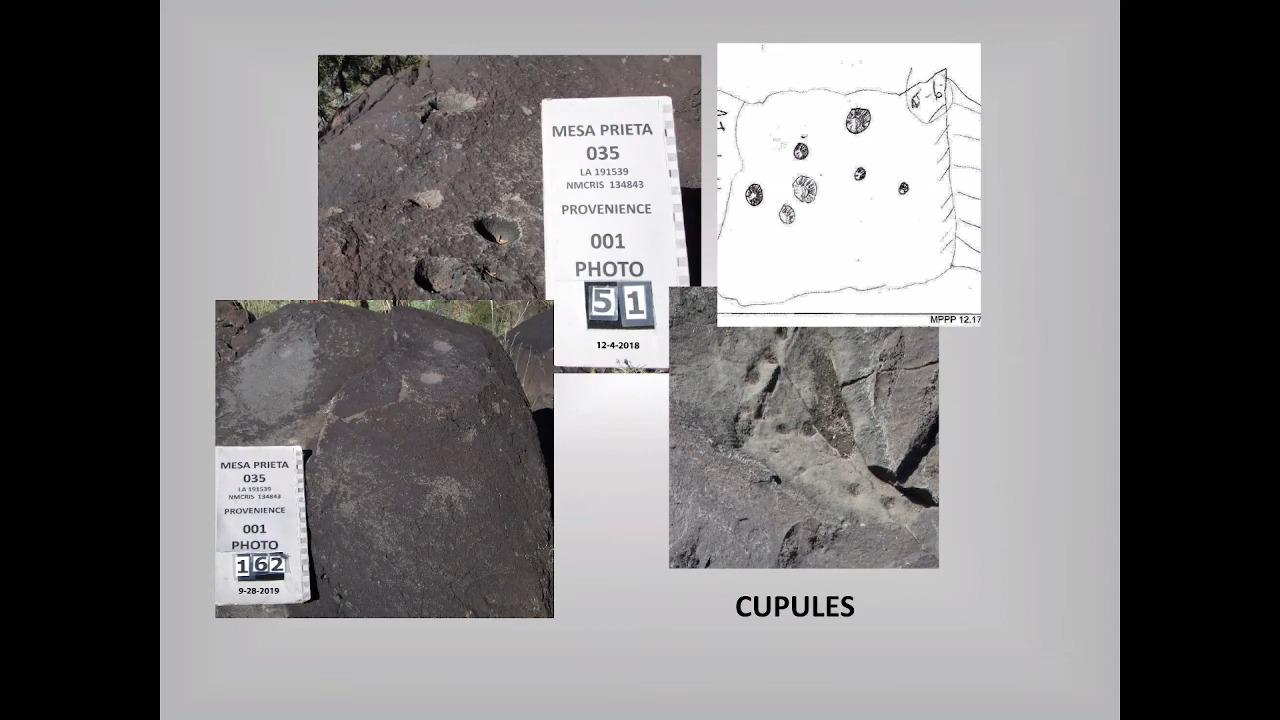 MESA PRIETA
035
LA 191539
NMCRIS 134843
PROVENIENCE
001
PHOTO
51
12-4-2018
MPPP 12.17
MESA PRIETA
035
LA 191539
NMCRIS 134843
PROVENIENCE
001
PHOTO
162
9-28-2019
CUPULES